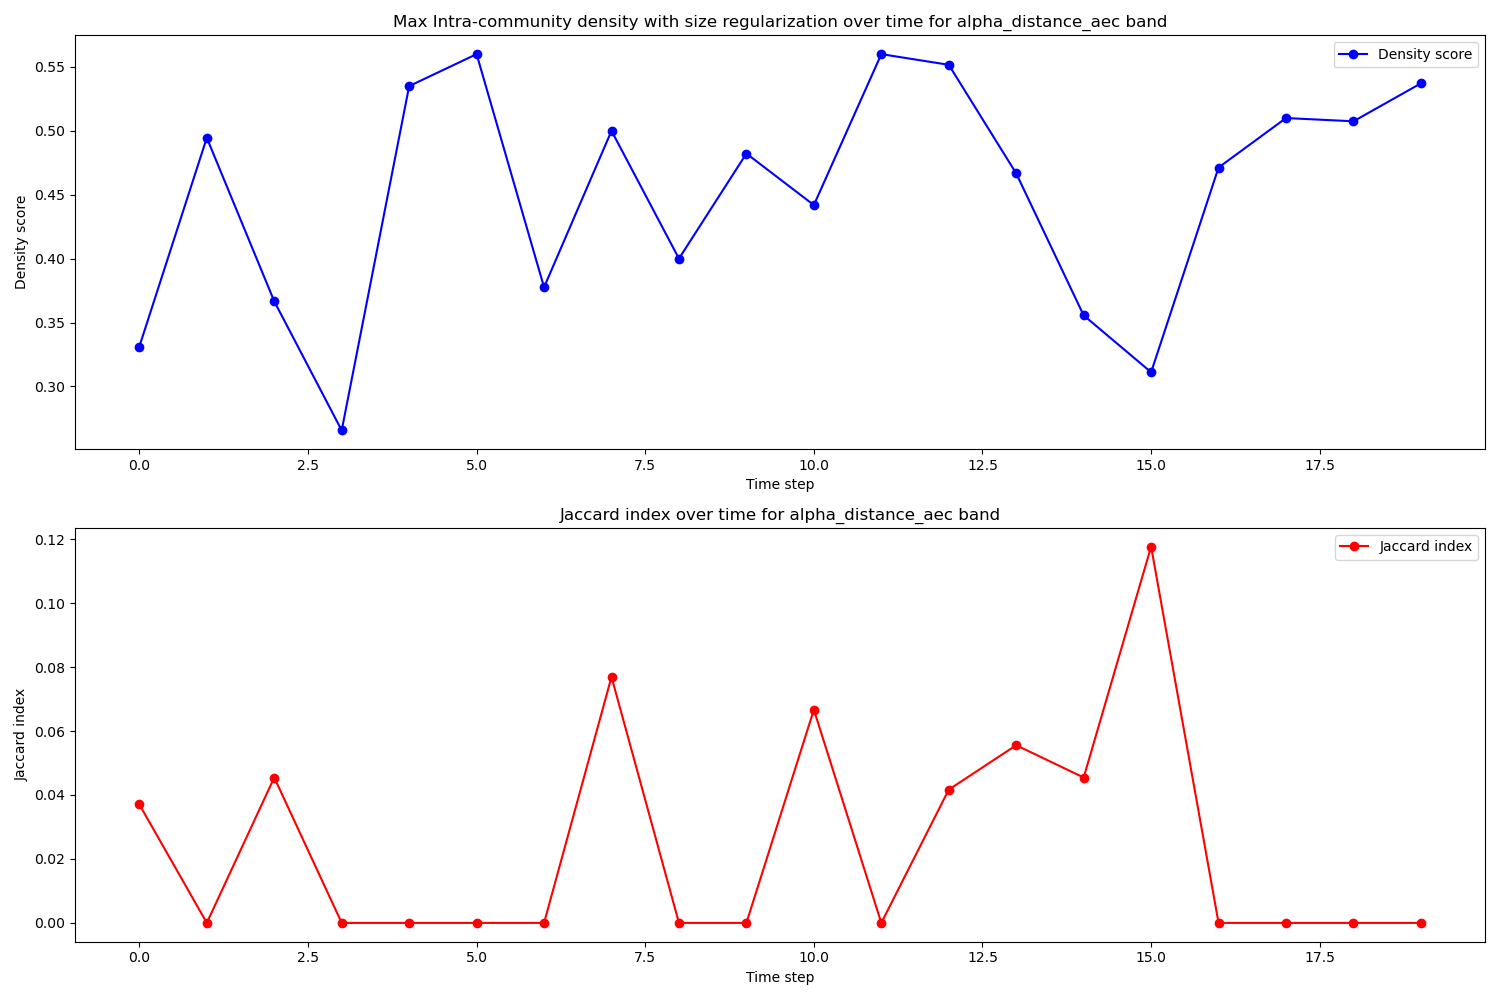 Max Intra-community density with size regularization over time for alpha_distance_aec band
Density score
0.55
0.50
0.45
0.40
0.35
0.30
Density score
0.0 2.5 5.0 7.5 10.0 12.5 15.0 17.5
Time step
Jaccard index over time for alpha_distance_aec band
Jaccard index
0.12
0.10
0.08
0.06
0.04
0.02
0.00
Jaccard index
0.0 2.5 5.0 7.5 10.0 12.5 15.0 17.5
Time step